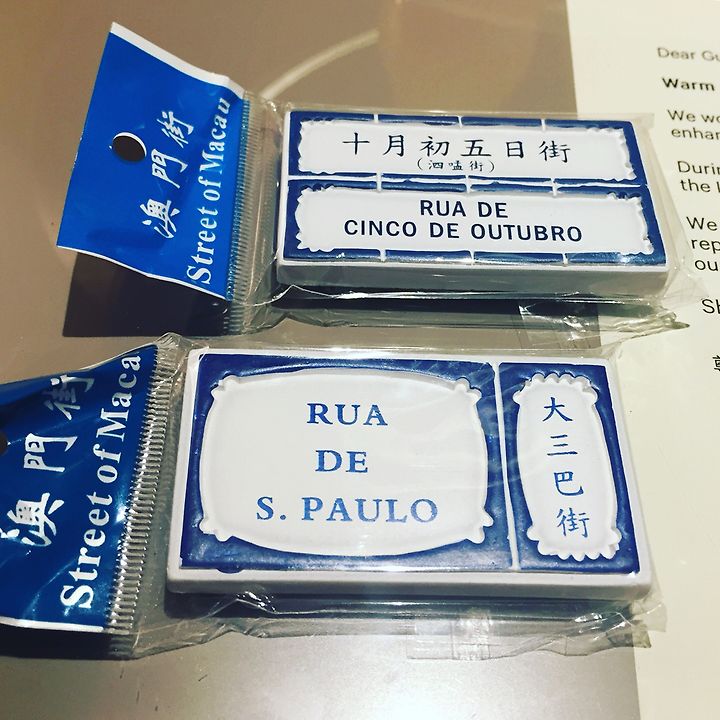 澳門街
Street of Macau
十月初五日街
(泗𠵼街)
RUA DE
CINCO DE OUTUBRO
澳門街
Street of Maca
RUA
DE
S. PAULO
大三巴街
Dear Gu
Warm
We wo
enhan
Durin
the l
We
rep
ou
Sh